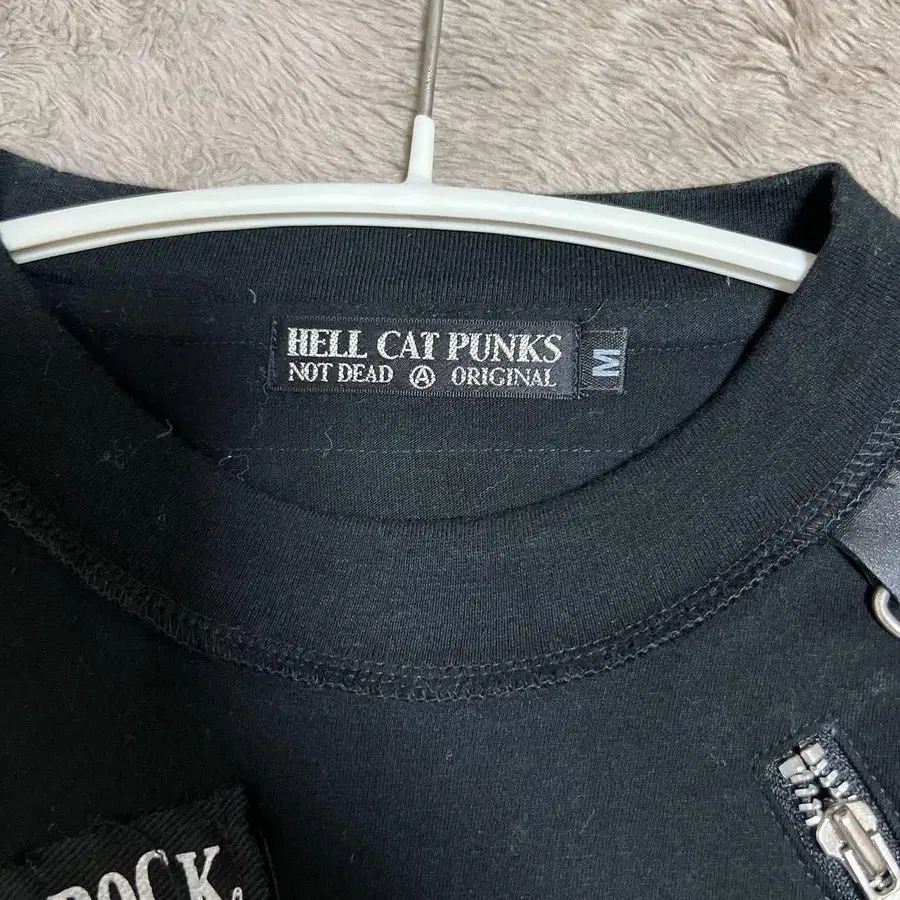 HELL CAT PUNKS
NOT DEAD Ⓐ ORIGINAL
M
ROCK